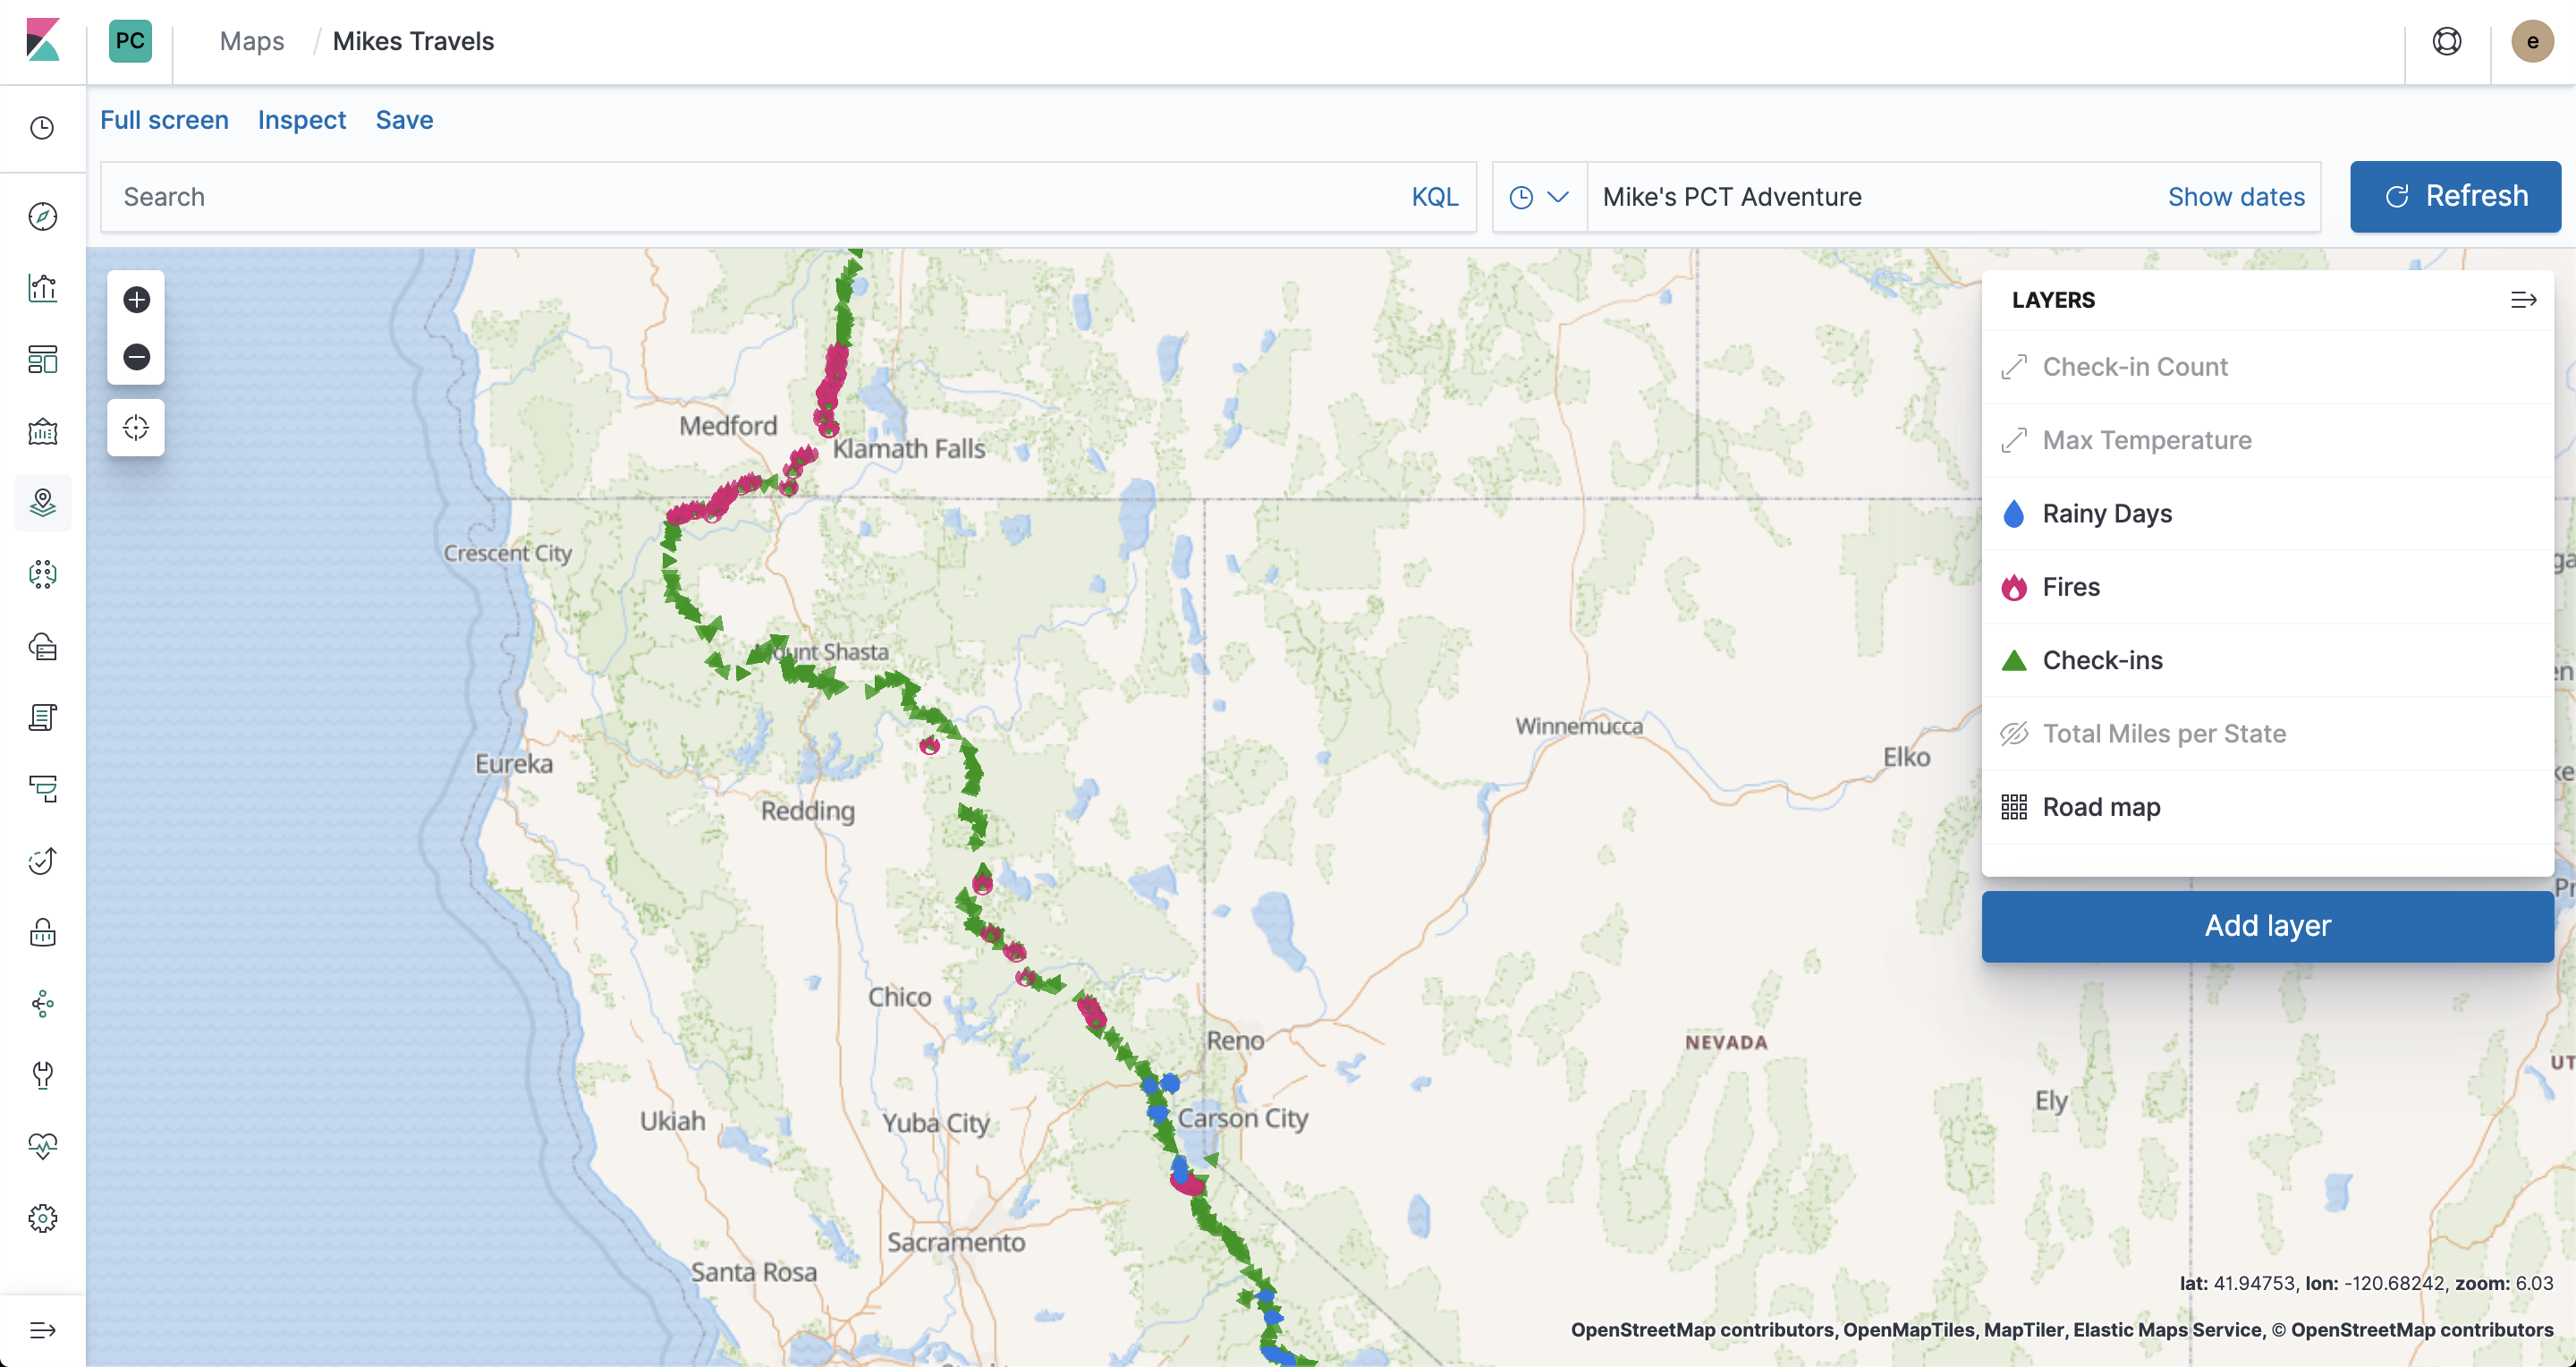 PC
Maps / Mikes Travels
e
Full screen Inspect Save
Search KQL
Mike's PCT Adventure Show dates
Refresh
LAYERS
Check-in Count
Max Temperature
Rainy Days
Fires
Check-ins
Total Miles per State
Road map
Add layer
Medford
Klamath Falls
Crescent City
Mount Shasta
Winnemucca
Elko
Eureka
Redding
Chico
Reno
NEVADA
UT
Ely
Ukiah
Yuba City
Carson City
Sacramento
Santa Rosa
lat: 41.94753, lon: -120.68242, zoom: 6.03
OpenStreetMap contributors, OpenMapTiles, MapTiler, Elastic Maps Service, © OpenStreetMap contributors